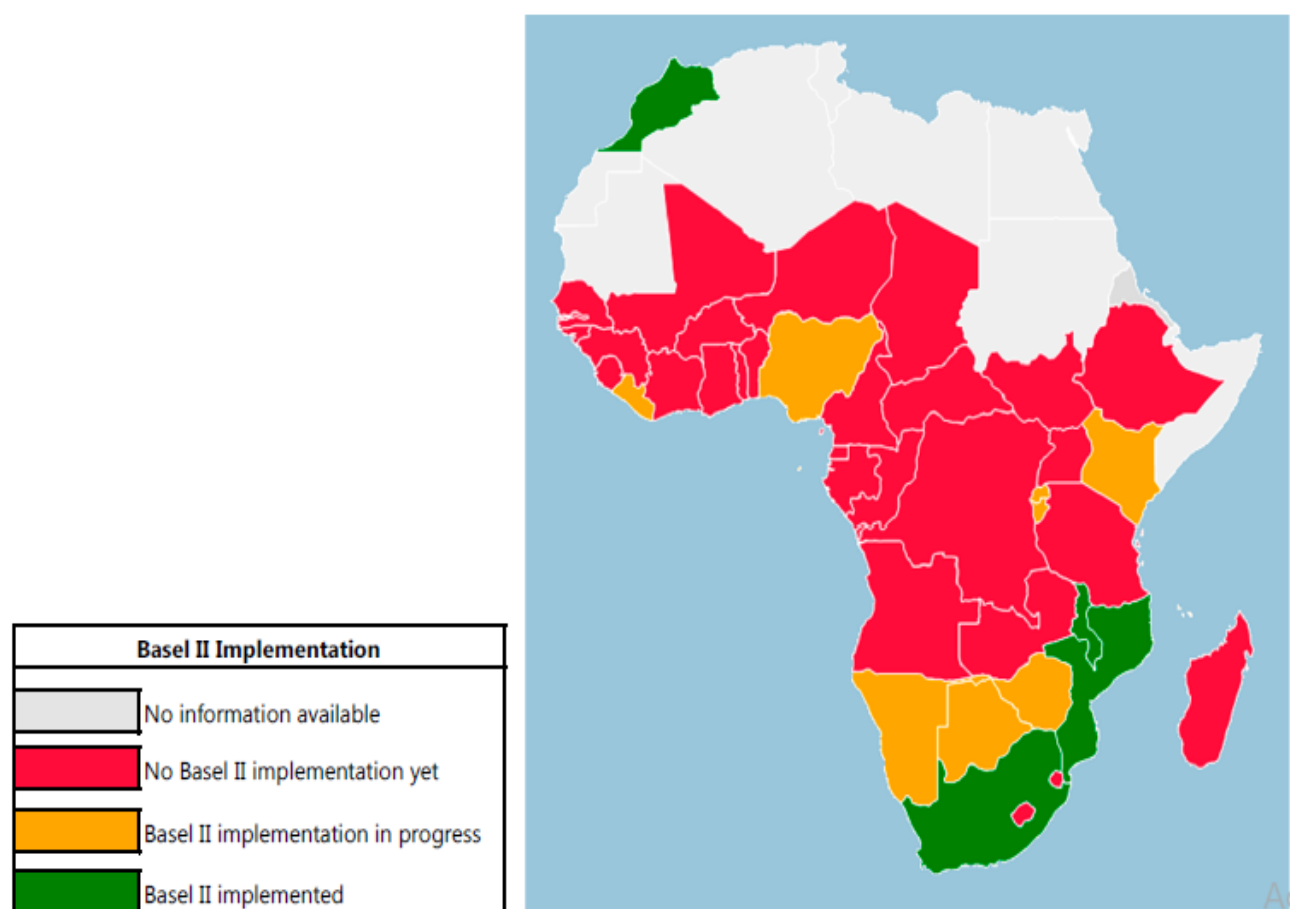 Basel II Implementation
No information available
No Basel II implementation yet
Basel II implementation in progress
Basel II implemented